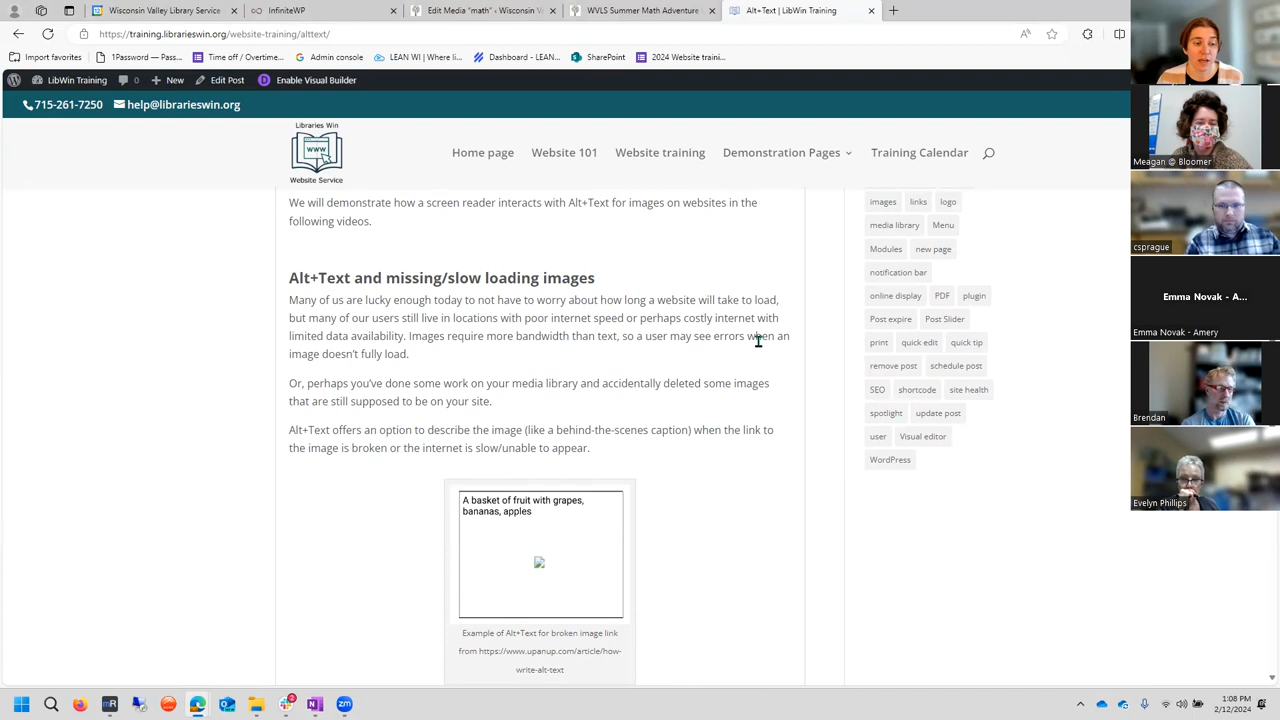 Wisconsin Valley Library Service
InfiniteWP
Edit Media "math" ‹ Wisconsin V
WVLS Summer Math Adventure
Alt+Text | LibWin Training
https://training.librarieswin.org/website-training/alttext/
Import favorites
1Password — Pass...
Time off / Overtime...
Admin console
LEAN WI | Where li...
Dashboard - LEAN...
SharePoint
2024 Website traini...
LibWin Training
0
New
Edit Post
Enable Visual Builder
715-261-7250
help@librarieswin.org
Libraries Win
WWW
Website Service
Home page
Website 101
Website training
Demonstration Pages
Training Calendar
We will demonstrate how a screen reader interacts with Alt+Text for images on websites in the
following videos.
Alt+Text and missing/slow loading images
Many of us are lucky enough today to not have to worry about how long a website will take to load,
but many of our users still live in locations with poor internet speed or perhaps costly internet with
limited data availability. Images require more bandwidth than text, so a user may see errors when an
image doesn't fully load.
Or, perhaps you've done some work on your media library and accidentally deleted some images
that are still supposed to be on your site.
Alt+Text offers an option to describe the image (like a behind-the-scenes caption) when the link to
the image is broken or the internet is slow/unable to appear.
A basket of fruit with grapes,
bananas, apples
Example of Alt+Text for broken image link
from https://www.upanup.com/article/how-
write-alt-text
images links logo
media library Menu
Modules new page
notification bar
online display PDF plugin
Post expire Post Slider
print quick edit quick tip
remove post schedule post
SEO shortcode site health
spotlight update post
user Visual editor
WordPress
Meagan @ Bloomer
csprague
Emma Novak - A...
Emma Novak - Amery
Brendan
Evelyn Phillips
2
1:08 PM
2/12/2024